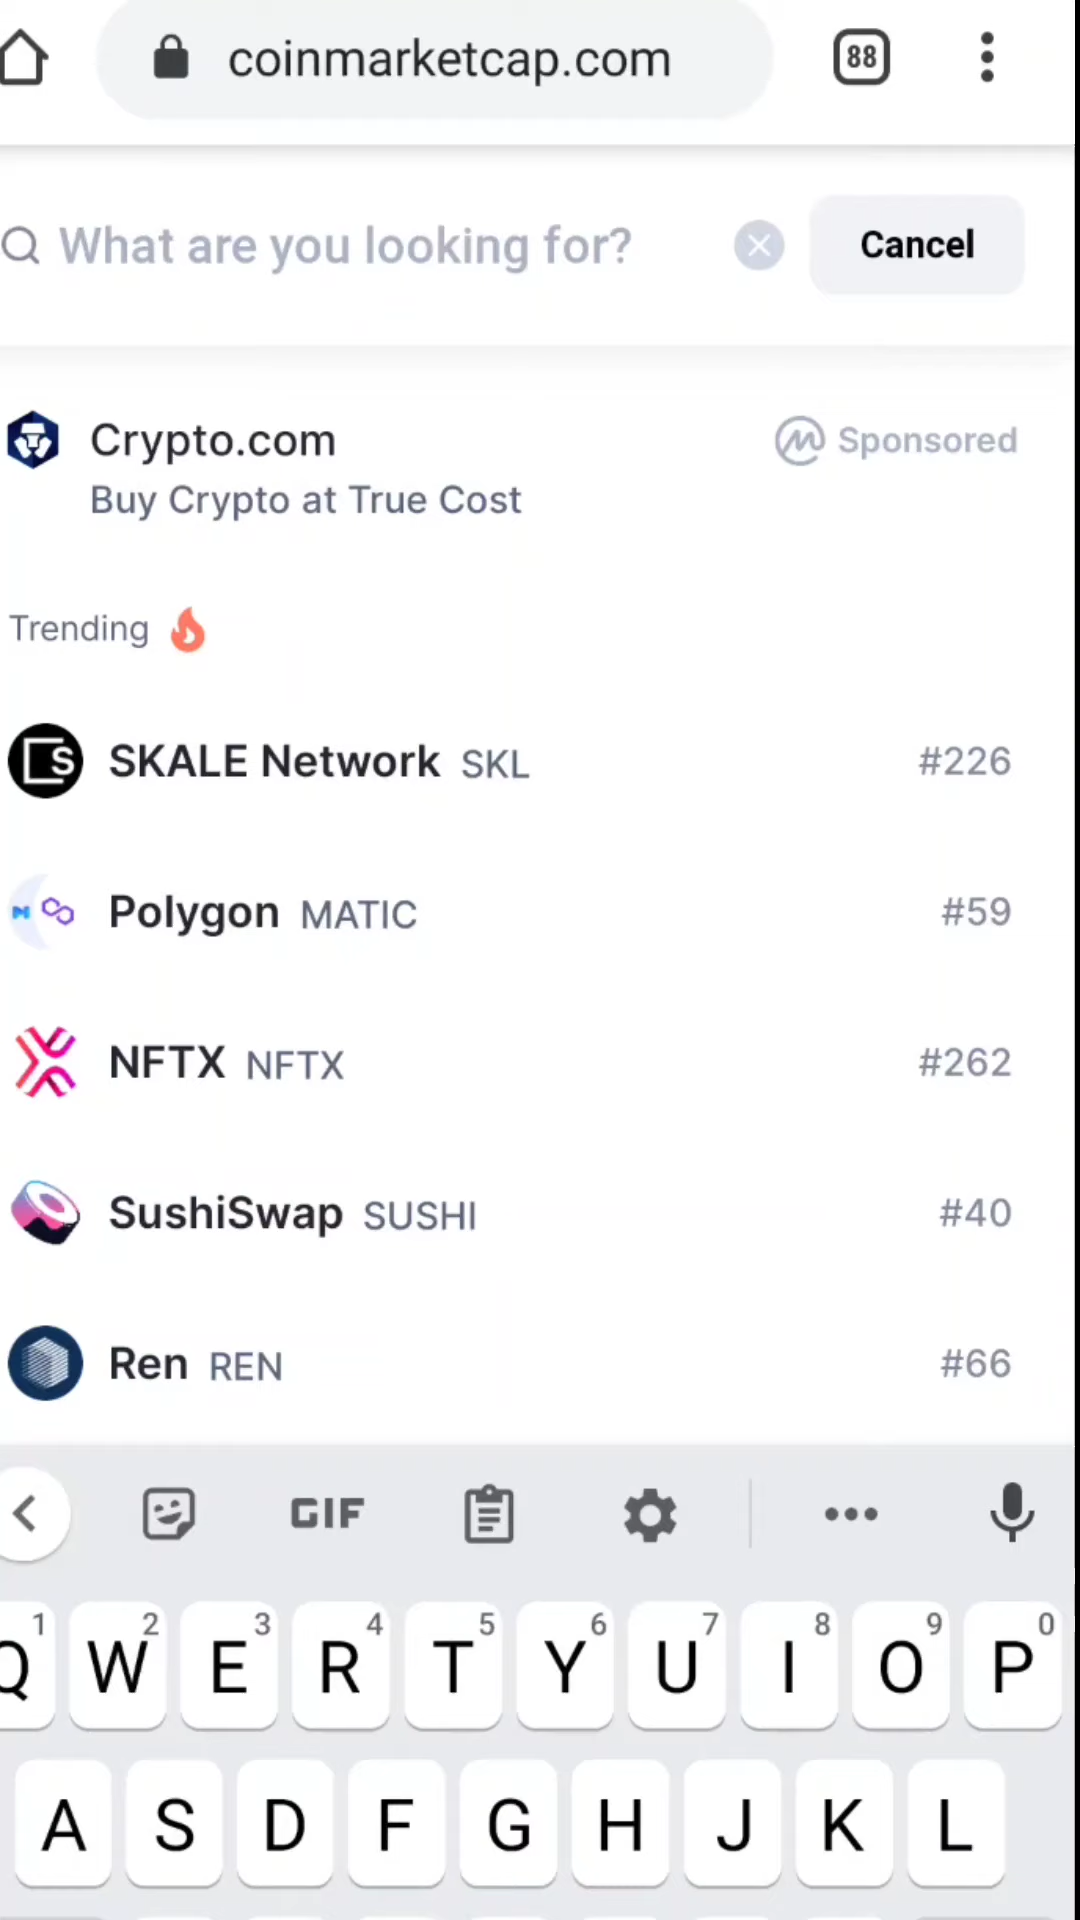 coinmarketcap.com
88
What are you looking for?
Cancel
Crypto.com
Sponsored
Buy Crypto at True Cost
Trending
SKALE Network SKL #226
Polygon MATIC #59
NFTX NFTX #262
SushiSwap SUSHI #40
Ren REN #66
GIF
1 2 3 4 5 6 7 8 9 0
Q W E R T Y U I O P
A S D F G H J K L